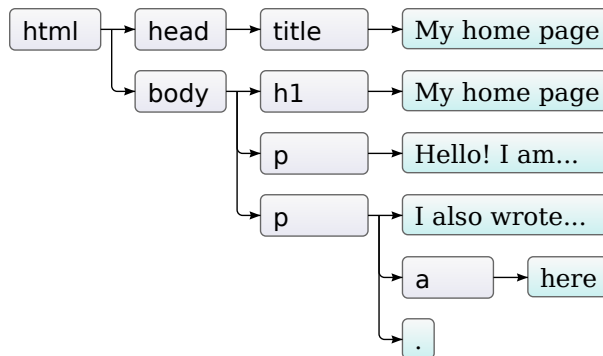 html head title My home page
body h1 My home page
p Hello! I am...
p I also wrote...
a here
.